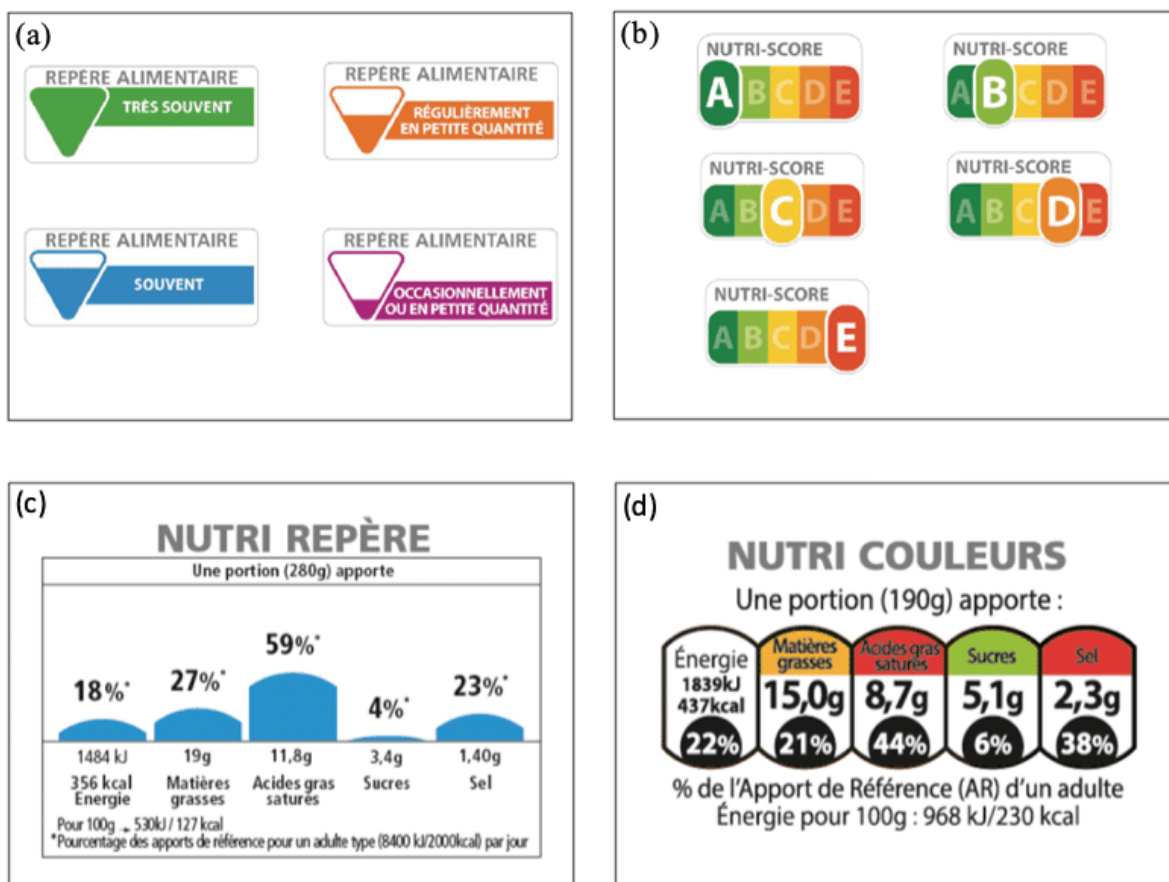 (a)
REPÈRE ALIMENTAIRE
TRÈS SOUVENT
REPÈRE ALIMENTAIRE
RÉGULIÈREMENT
EN PETITE QUANTITÉ
REPÈRE ALIMENTAIRE
SOUVENT
REPÈRE ALIMENTAIRE
OCCASIONNELLEMENT
OU EN PETITE QUANTITÉ
(b)
NUTRI-SCORE
A B C D E
NUTRI-SCORE
A B C D E
NUTRI-SCORE
A B C D E
NUTRI-SCORE
A B C D E
NUTRI-SCORE
A B C D E
(c)
NUTRI REPÈRE
Une portion (280g) apporte
18%* 27%* 59%* 4%* 23%*
1484 kJ 19g 11,8g 3,4g 1,40g
356 kcal Matières Acides gras Sucres Sel
Energie grasses saturés
Pour 100g → 530kJ / 127 kcal
*Pourcentage des apports de référence pour un adulte type (8400 kJ/2000kcal) par jour
(d)
NUTRI COULEURS
Une portion (190g) apporte :
Énergie Matières grasses Acides gras saturés Sucres Sel
1839kJ
437kcal 15,0g 8,7g 5,1g 2,3g
22% 21% 44% 6% 38%
% de l'Apport de Référence (AR) d'un adulte
Énergie pour 100g : 968 kJ/230 kcal